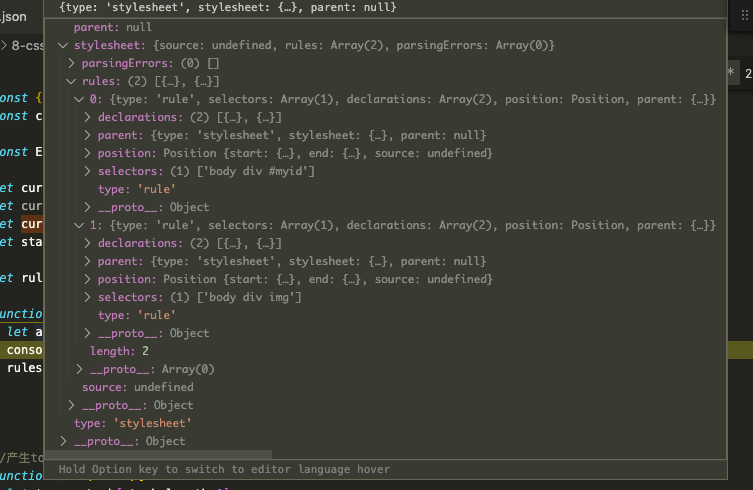 .json
{type: 'stylesheet', stylesheet: {…}, parent: null}
parent: null
8-css
stylesheet: {source: undefined, rules: Array(2), parsingErrors: Array(0)}
parsingErrors: (0) []
rules: (2) [{…}, {…}]
* 2
onst {
0: {type: 'rule', selectors: Array(1), declarations: Array(2), position: Position, parent: {…}}
onst c
declarations: (2) [{…}, {…}]
parent: {type: 'stylesheet', stylesheet: {…}, parent: null}
onst E
position: Position {start: {…}, end: {…}, source: undefined}
selectors: (1) ['body div #myid']
et cur
type: 'rule'
et cur
__proto__: Object
et cur
1: {type: 'rule', selectors: Array(1), declarations: Array(2), position: Position, parent: {…}}
et sta
declarations: (2) [{…}, {…}]
parent: {type: 'stylesheet', stylesheet: {…}, parent: null}
et rul
position: Position {start: {…}, end: {…}, source: undefined}
selectors: (1) ['body div img']
unction
type: 'rule'
let a
__proto__: Object
conso
length: 2
rules
__proto__: Array(0)
source: undefined
__proto__: Object
type: 'stylesheet'
__proto__: Object
/产生to
Hold Option key to switch to editor language hover
unction